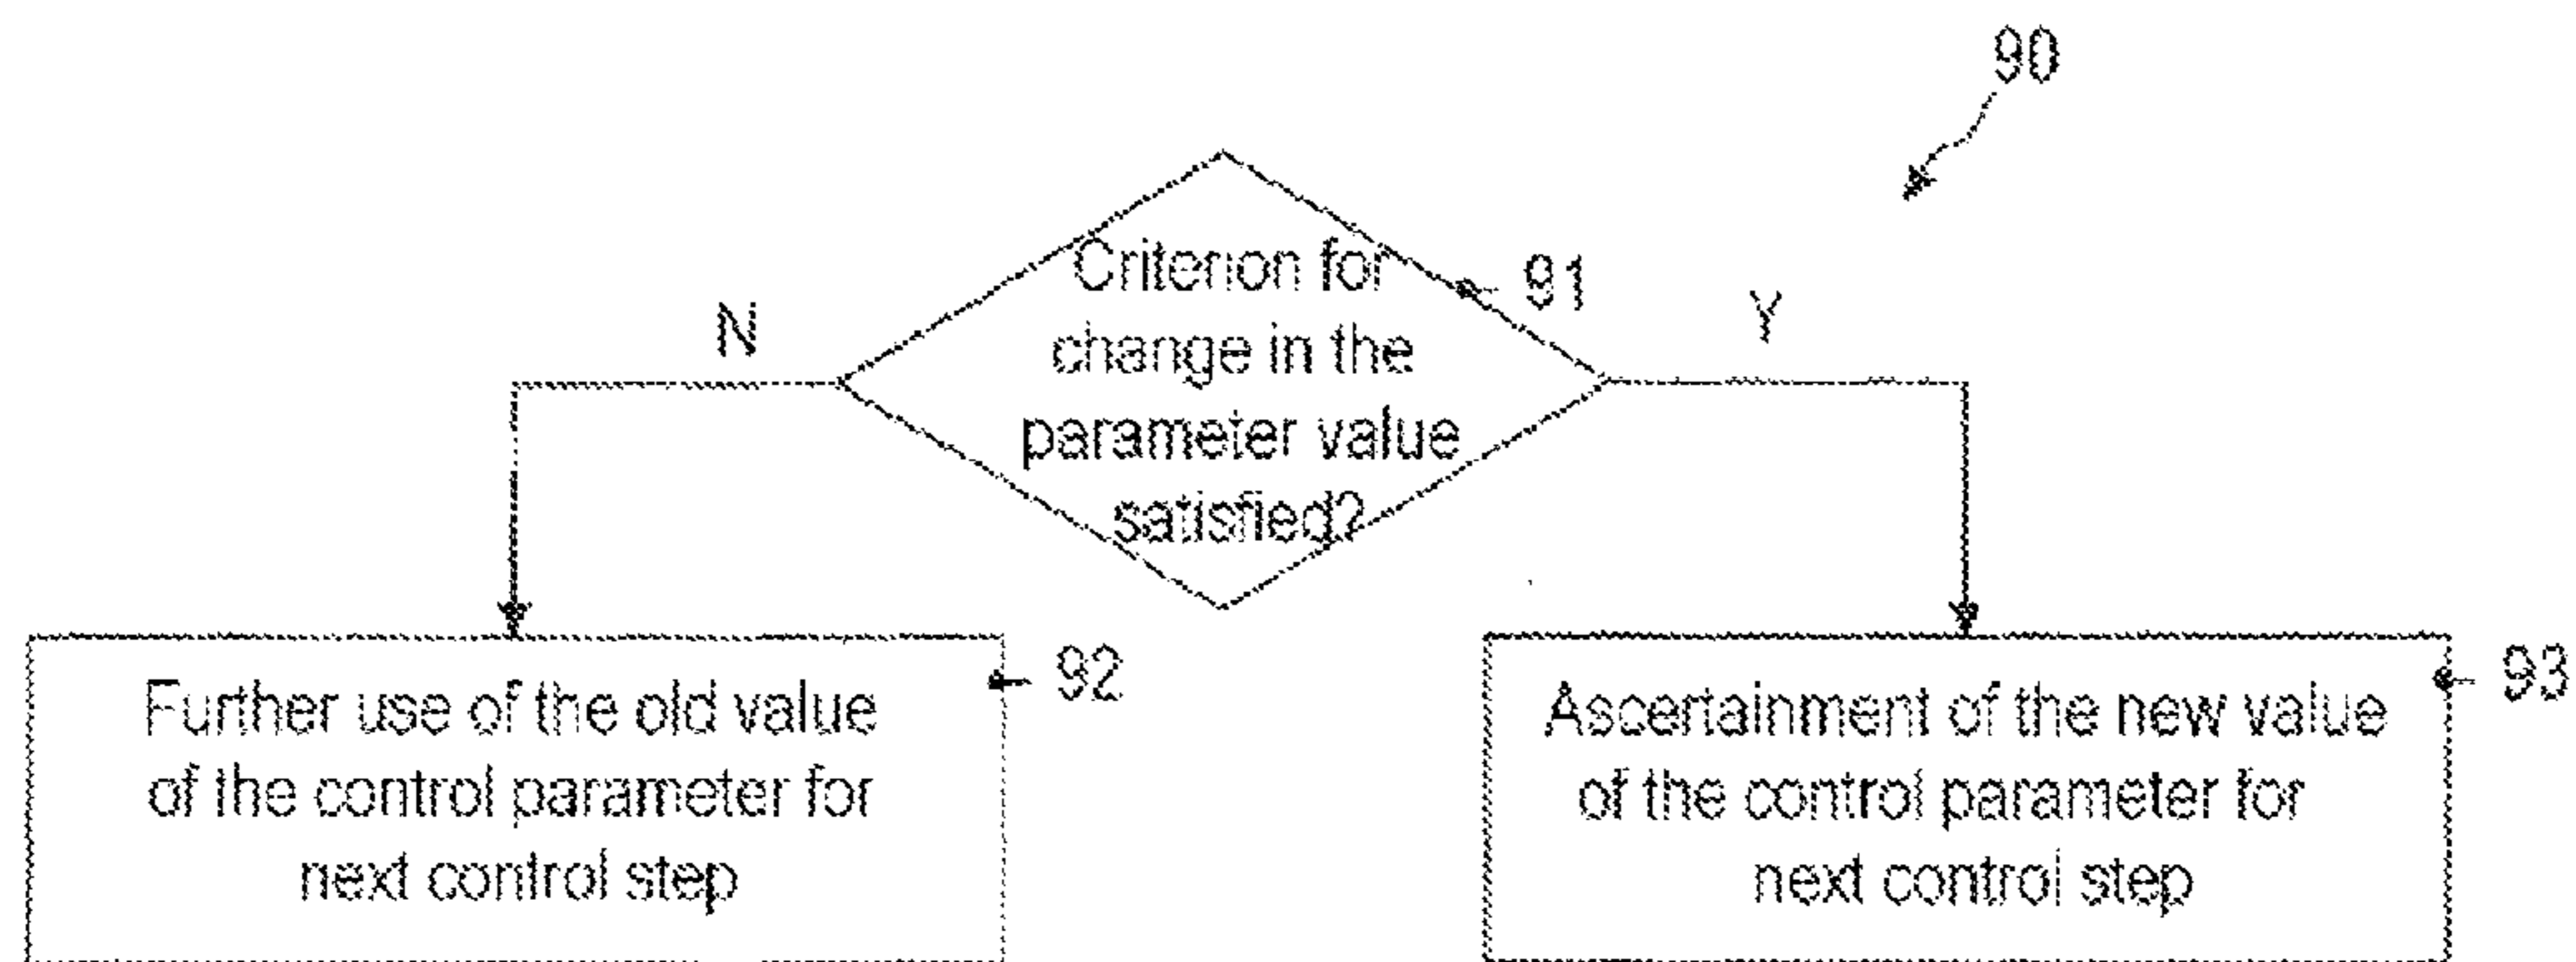 90
Criterion for
change in the
parameter value
satisfied?
91
N
Y
Further use of the old value
of the control parameter for
next control step
92
Ascertainment of the new value
of the control parameter for
next control step
93